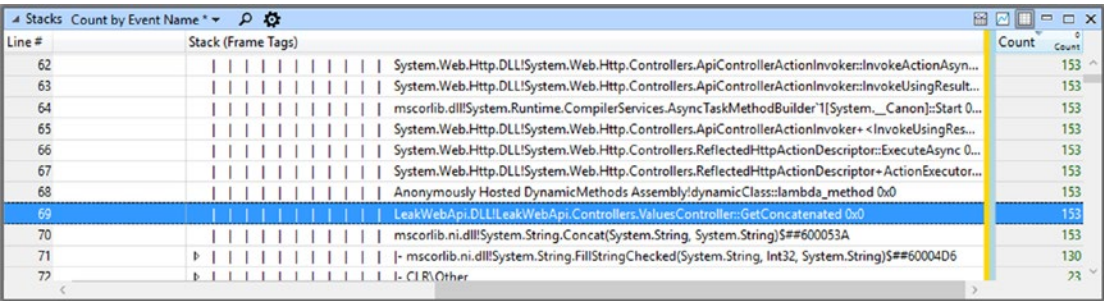 Stacks Count by Event Name *
Line # Stack (Frame Tags) Count 0 Count
62 | | | | | | | | | | | | System.Web.Http.DLL!System.Web.Http.Controllers.ApiControllerActionInvoker::InvokeActionAsyn... 153
63 | | | | | | | | | | | | System.Web.Http.DLL!System.Web.Http.Controllers.ApiControllerActionInvoker::InvokeUsingResult... 153
64 | | | | | | | | | | | | mscorlib.dll!System.Runtime.CompilerServices.AsyncTaskMethodBuilder`1[System.__Canon]::Start 0... 153
65 | | | | | | | | | | | | System.Web.Http.DLL!System.Web.Http.Controllers.ApiControllerActionInvoker+<InvokeUsingRes... 153
66 | | | | | | | | | | | | System.Web.Http.DLL!System.Web.Http.Controllers.ReflectedHttpActionDescriptor::ExecuteAsync 0... 153
67 | | | | | | | | | | | | System.Web.Http.DLL!System.Web.Http.Controllers.ReflectedHttpActionDescriptor+ActionExecutor... 153
68 | | | | | | | | | | | | Anonymously Hosted DynamicMethods Assembly!dynamicClass::lambda_method 0x0 153
69 | | | | | | | | | | | | LeakWebApi.DLL!LeakWebApi.Controllers.ValuesController::GetConcatenated 0x0 153
70 | | | | | | | | | | | | mscorlib.ni.dll!System.String.Concat(System.String, System.String)$##600053A 153
71 | | | | | | | | | | | | |- mscorlib.ni.dll!System.String.FillStringChecked(System.String, Int32, System.String)$##60004D6 130
72 | | | | | | | | | | | | |- CLR\Other 23